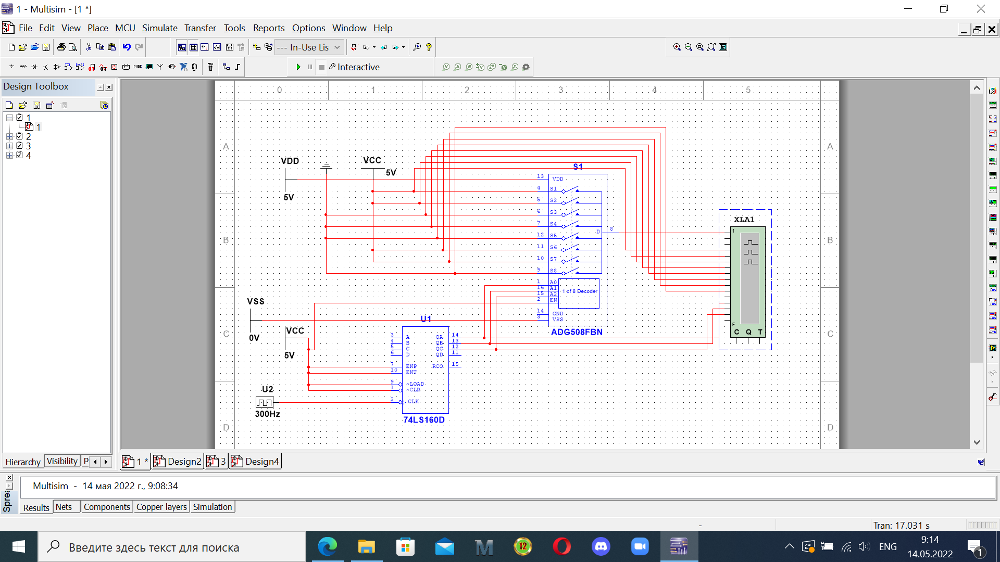 1 - Multisim - [1 *]
File Edit View Place MCU Simulate Transfer Tools Reports Options Window Help
--- In-Use Lis
Interactive
Design Toolbox
1
1
2
3
4
Hierarchy Visibility P
0 1 2 3 4 5
A A
B B
C C
D D
VDD
5V
VCC
5V
S1
13 VDD
4 S1
5 S2
6 S3
7 S4
12 S5
11 S6
10 S7
9 S8
D 8
1 A0
16 A1
15 A2
2 EN
1 of 8 Decoder
14 GND
3 VSS
ADG508FBN
XLA1
1
F
C Q T
VSS
0V
VCC
5V
U1
3 A QA 14
4 B QB 13
5 C QC 12
6 D QD 11
7 ENP RCO 15
10 ENT
9 ~LOAD
1 ~CLR
2 CLK
74LS160D
U2
300Hz
1 * Design2 3 Design4
Sprea
Multisim - 14 мая 2022 г., 9:08:34
Results Nets Components Copper layers Simulation
- Tran: 17.031 s
Введите здесь текст для поиска
12
ENG
9:14
14.05.2022
1